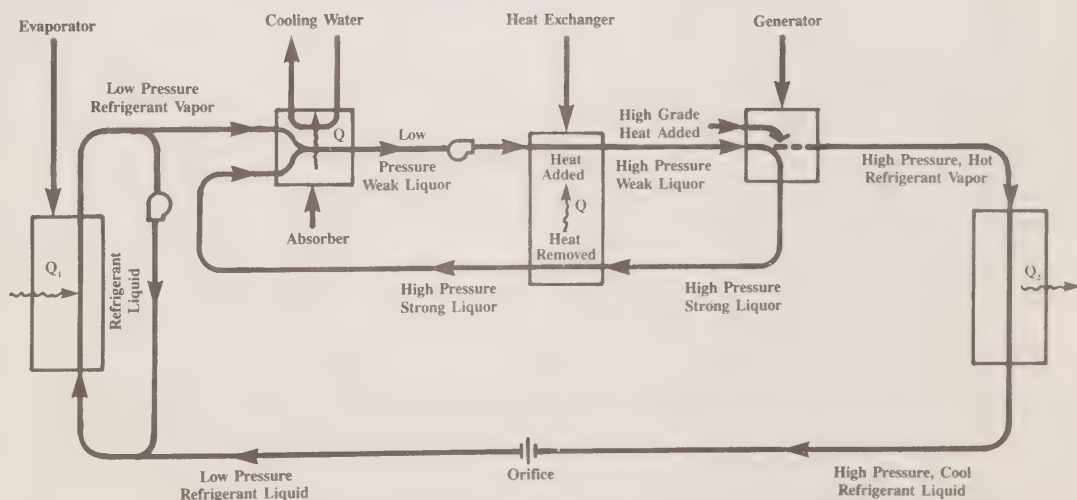 Evaporator
Cooling Water
Heat Exchanger
Generator
Low Pressure
Refrigerant Vapor
Q
Low
Pressure
Weak Liquor
High Grade
Heat Added
Heat
Added
Q
Heat
Removed
High Pressure
Weak Liquor
High Pressure, Hot
Refrigerant Vapor
Absorber
Q₁
Refrigerant
Liquid
High Pressure
Strong Liquor
High Pressure
Strong Liquor
Q₂
Low Pressure
Refrigerant Liquid
Orifice
High Pressure, Cool
Refrigerant Liquid